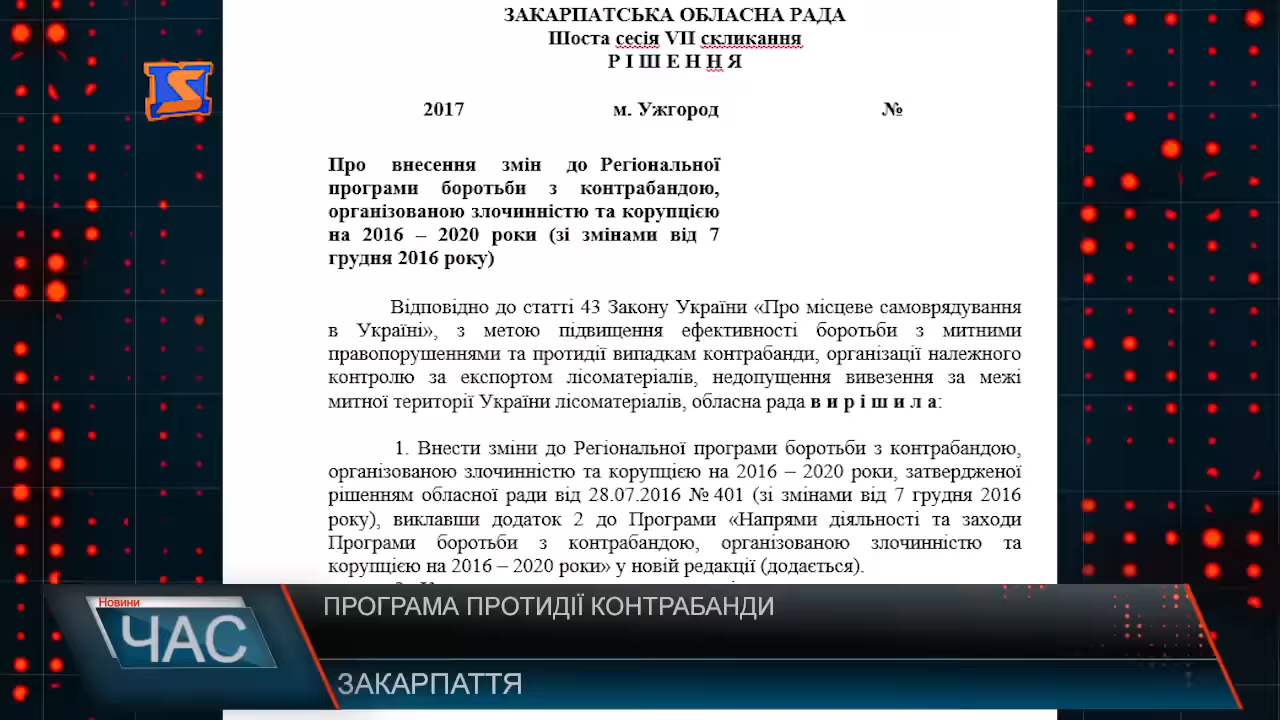 ЗАКАРПАТСЬКА ОБЛАСНА РАДА
Шоста сесія VII скликання
Р І Ш Е Н Н Я
2017 м. Ужгород №
Про внесення змін до Регіональної
програми боротьби з контрабандою,
організованою злочинністю та корупцією
на 2016 – 2020 роки (зі змінами від 7
грудня 2016 року)
Відповідно до статті 43 Закону України «Про місцеве самоврядування
в Україні», з метою підвищення ефективності боротьби з митними
правопорушеннями та протидії випадкам контрабанди, організації належного
контролю за експортом лісоматеріалів, недопущення вивезення за межі
митної території України лісоматеріалів, обласна рада в и р і ш и л а:
1. Внести зміни до Регіональної програми боротьби з контрабандою,
організованою злочинністю та корупцією на 2016 – 2020 роки, затвердженої
рішенням обласної ради від 28.07.2016 № 401 (зі змінами від 7 грудня 2016
року), виклавши додаток 2 до Програми «Напрями діяльності та заходи
Програми боротьби з контрабандою, організованою злочинністю та
корупцією на 2016 – 2020 роки» у новій редакції (додається).
Новини
ЧАС
ПРОГРАМА ПРОТИДІЇ КОНТРАБАНДИ
ЗАКАРПАТТЯ